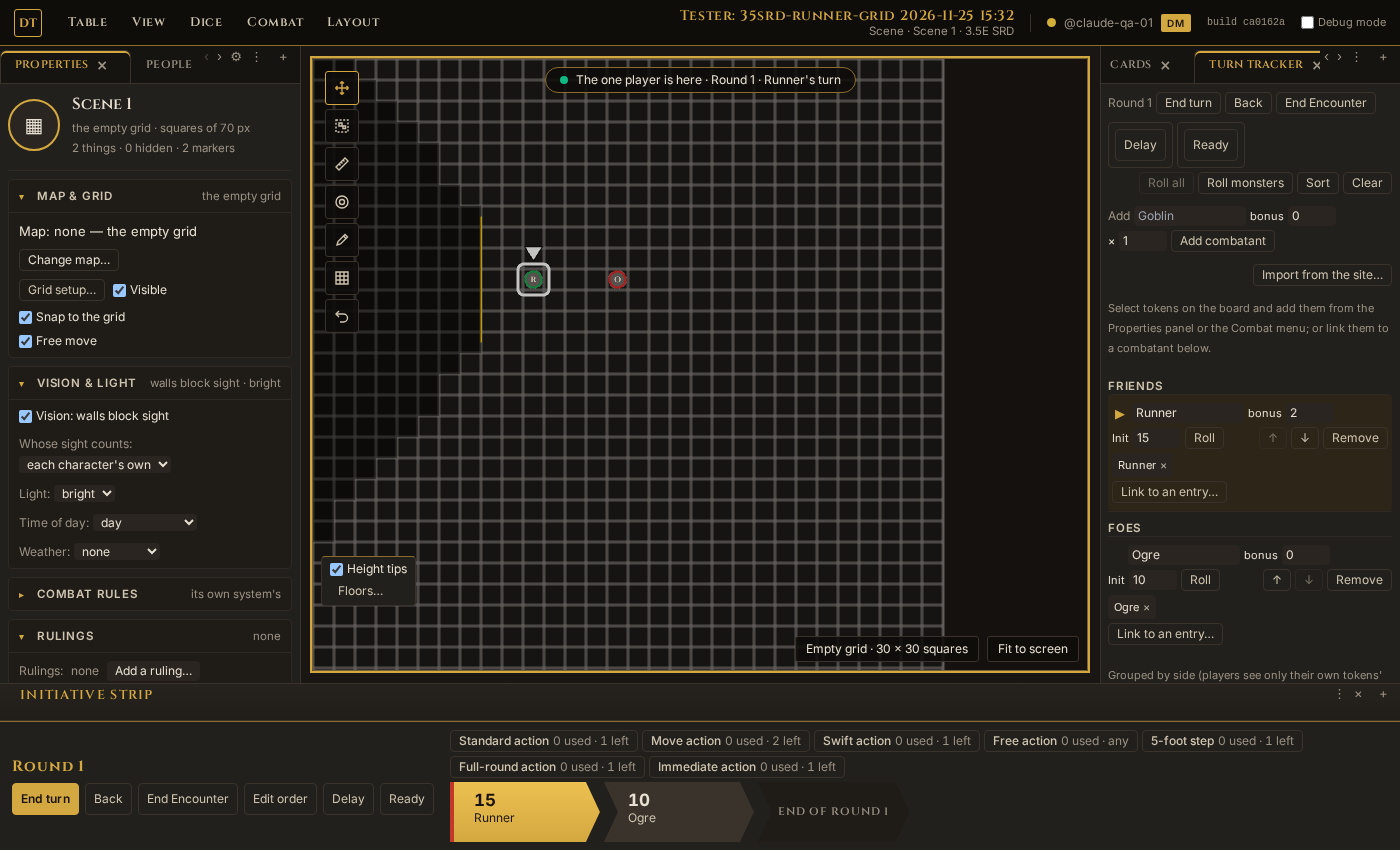 DT
TABLE VIEW DICE COMBAT LAYOUT
TESTER: 35SRD-RUNNER-GRID 2026-11-25 15:32
Scene · Scene 1 · 3.5E SRD
@claude-qa-01 DM build ca0162a Debug mode
PROPERTIES × PEOPLE ‹ › ⚙ ⋮ +
SCENE 1
the empty grid · squares of 70 px
2 things · 0 hidden · 2 markers
▾ MAP & GRID the empty grid
Map: none — the empty grid
Change map...
Grid setup... Visible
Snap to the grid
Free move
▾ VISION & LIGHT walls block sight · bright
Vision: walls block sight
Whose sight counts:
each character's own
Light: bright
Time of day: day
Weather: none
▸ COMBAT RULES its own system's
▾ RULINGS none
Rulings: none Add a ruling...
The one player is here · Round 1 · Runner's turn
R O
Height tips
Floors...
Empty grid · 30 × 30 squares Fit to screen
CARDS × TURN TRACKER × ‹ › ⋮ +
Round 1 End turn Back End Encounter
Delay Ready
Roll all Roll monsters Sort Clear
Add Goblin bonus 0
× 1 Add combatant
Import from the site...
Select tokens on the board and add them from the
Properties panel or the Combat menu; or link them to
a combatant below.
FRIENDS
▶ Runner bonus 2
Init 15 Roll ↑ ↓ Remove
Runner ×
Link to an entry...
FOES
Ogre bonus 0
Init 10 Roll ↑ ↓ Remove
Ogre ×
Link to an entry...
Grouped by side (players see only their own tokens'
INITIATIVE STRIP ⋮ × +
ROUND 1
End turn Back End Encounter Edit order Delay Ready
Standard action 0 used · 1 left Move action 0 used · 2 left Swift action 0 used · 1 left Free action 0 used · any 5-foot step 0 used · 1 left
Full-round action 0 used · 1 left Immediate action 0 used · 1 left
15 10
Runner Ogre END OF ROUND 1